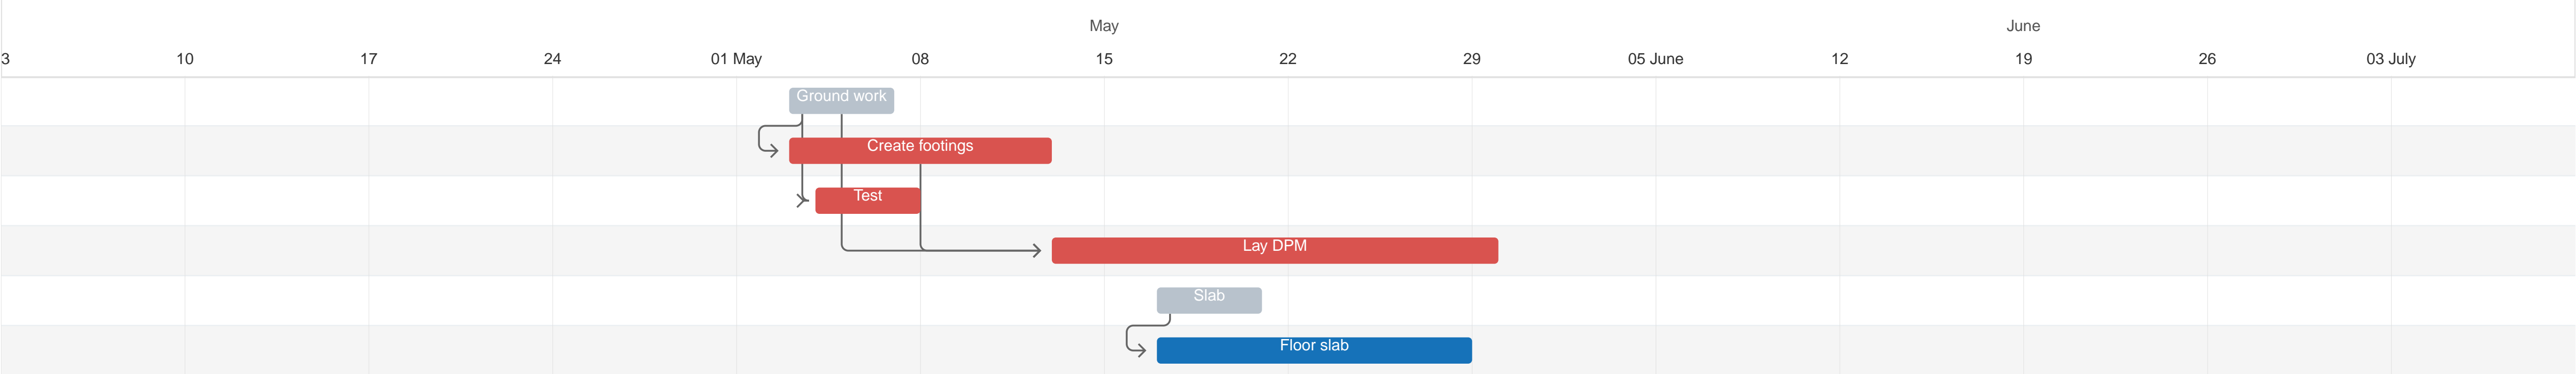 May June
3 10 17 24 01 May 08 15 22 29 05 June 12 19 26 03 July
Ground work
Create footings
Test
Lay DPM
Slab
Floor slab